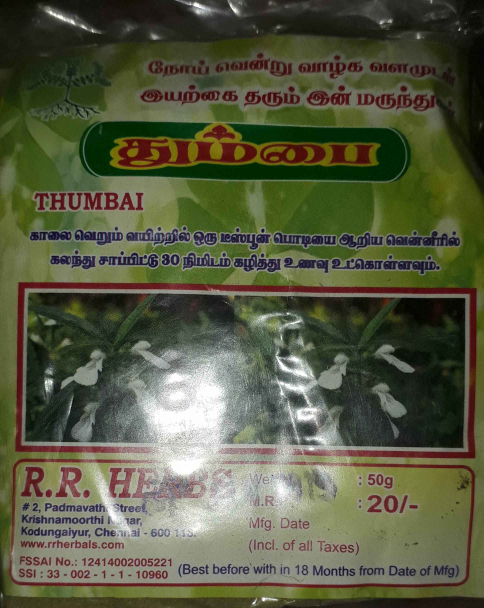 நோய் வென்று வாழ்க வளமுடன்
இயற்கை தரும் இன் மருந்து
தும்பை
THUMBAI
காலை வெறும் வயிற்றில் ஒரு டீஸ்பூன் பொடியை ஆறிய வென்னீரில்
கலந்து சாப்பிட்டு 30 நிமிடம் கழித்து உணவு உட்கொள்ளவும்.
R.R. HERBS
# 2, Padmavathi Street,
Krishnamoorthi Nagar,
Kodungaiyur, Chennai - 600 118.
www.rrherbals.com
FSSAI No.: 12414002005221
SSI : 33 - 002 - 1 - 1 - 10960
: 50g
M.R. : 20/-
Mfg. Date
(Incl. of all Taxes)
(Best before with in 18 Months from Date of Mfg)